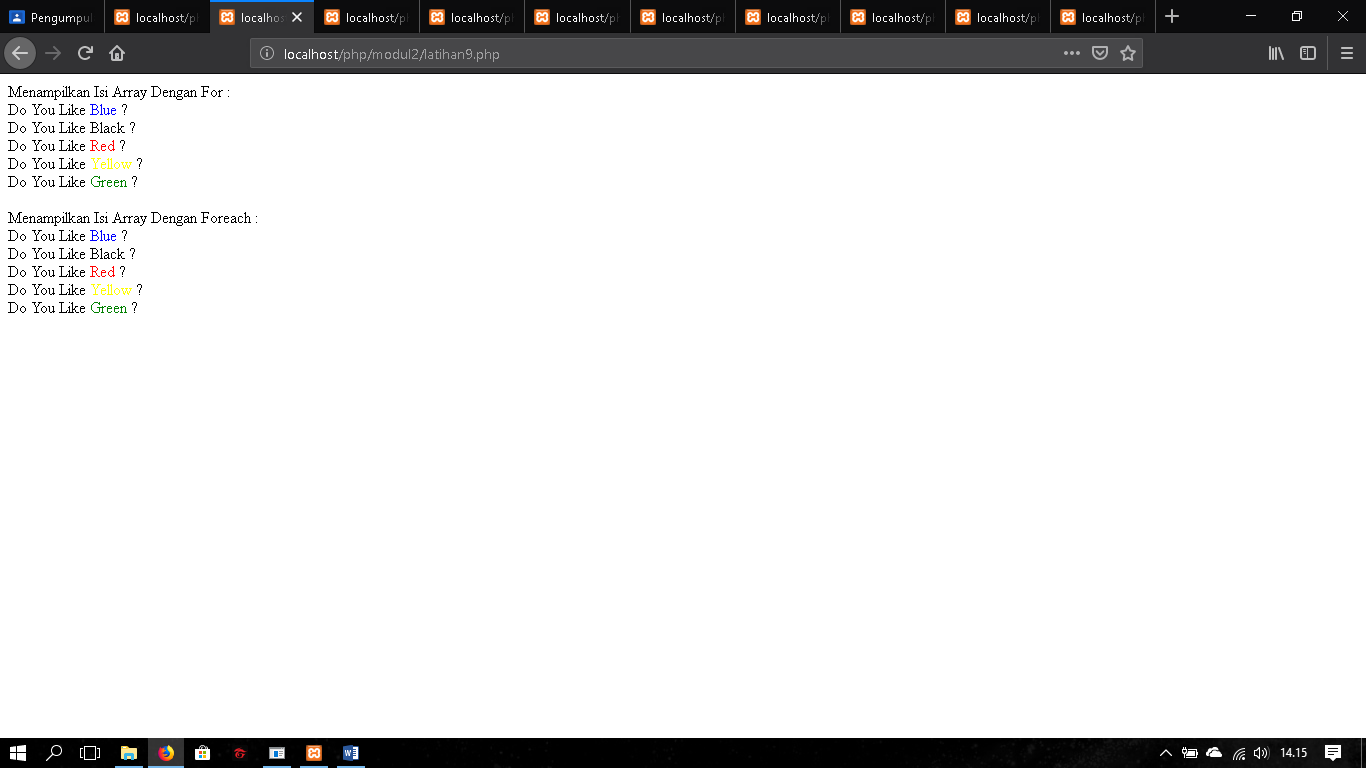 Pengumpul
localhost/pl
localhos
localhost/pl
localhost/pl
localhost/pl
localhost/pl
localhost/pl
localhost/pl
localhost/pl
localhost/pl
localhost/php/modul2/latihan9.php
Menampilkan Isi Array Dengan For :
Do You Like Blue ?
Do You Like Black ?
Do You Like Red ?
Do You Like Yellow ?
Do You Like Green ?
Menampilkan Isi Array Dengan Foreach :
Do You Like Blue ?
Do You Like Black ?
Do You Like Red ?
Do You Like Yellow ?
Do You Like Green ?
14.15